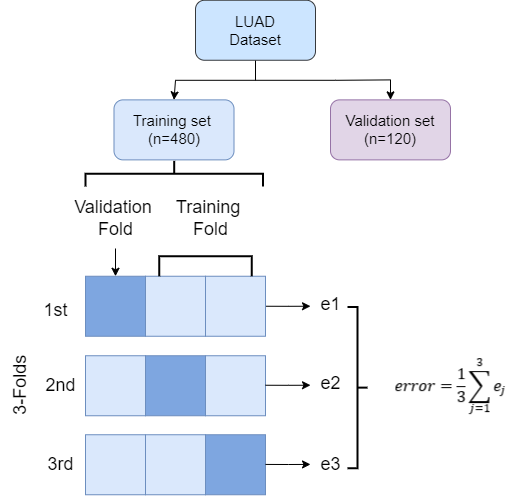 LUAD
Dataset
Training set
(n=480)
Validation set
(n=120)
Validation
Fold
Training
Fold
3-Folds
1st
e1
2nd
e2
3rd
e3
error = 1/3 ∑_{j=1}^{3} e_j